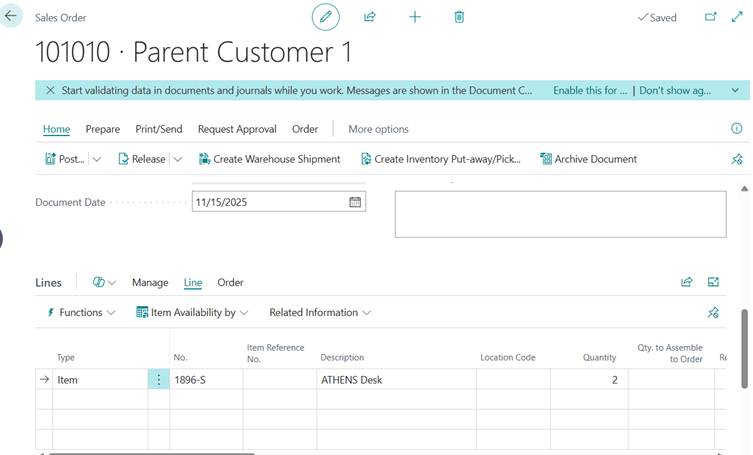 Sales Order
Saved
101010 · Parent Customer 1
Start validating data in documents and journals while you work. Messages are shown in the Document C... Enable this for ... | Don't show ag...
Home Prepare Print/Send Request Approval Order More options
Post... Release Create Warehouse Shipment Create Inventory Put-away/Pick... Archive Document
Document Date 11/15/2025
Lines Manage Line Order
Functions Item Availability by Related Information
Type No. Item Reference No. Description Location Code Quantity Qty. to Assemble to Order Re
Item 1896-S ATHENS Desk 2